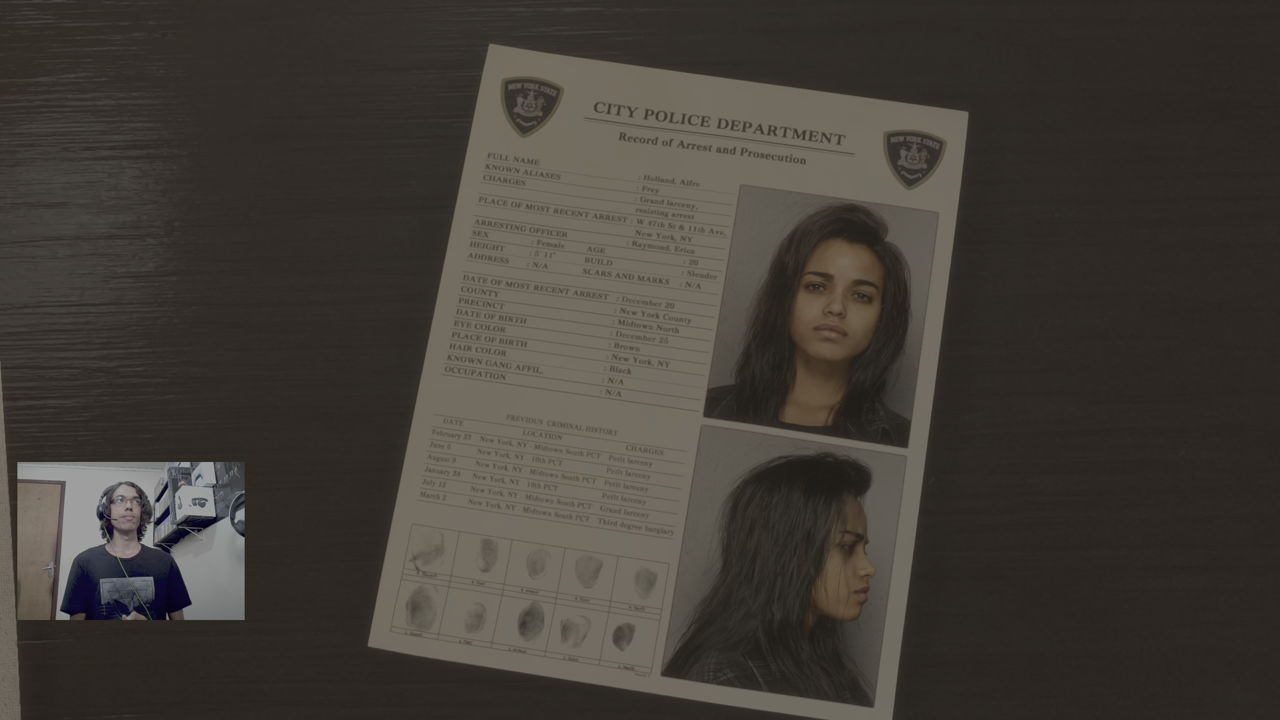 NEW YORK STATE
NEW YORK STATE
CITY POLICE DEPARTMENT
Record of Arrest and Prosecution
FULL NAME : Holland, Alfre
KNOWN ALIASES : Frey
CHARGES : Grand larceny,
resisting arrest
PLACE OF MOST RECENT ARREST : W 47th St & 11th Ave,
New York, NY
ARRESTING OFFICER : Raymond, Erica
SEX : Female AGE : 20
HEIGHT : 5' 11" BUILD : Slender
ADDRESS : N/A SCARS AND MARKS : N/A
DATE OF MOST RECENT ARREST : December 20
COUNTY : New York County
PRECINCT : Midtown North
DATE OF BIRTH : December 25
EYE COLOR : Brown
PLACE OF BIRTH : New York, NY
HAIR COLOR : Black
KNOWN GANG AFFIL. : N/A
OCCUPATION : N/A
PREVIOUS CRIMINAL HISTORY
DATE LOCATION CHARGES
February 23 New York, NY Midtown South PCT Petit larceny
June 5 New York, NY 10th PCT Petit larceny
August 9 New York, NY Midtown South PCT Petit larceny
January 24 New York, NY 10th PCT Petit larceny
July 12 New York, NY Midtown South PCT Grand larceny
March 2 New York, NY Midtown South PCT Third degree burglary